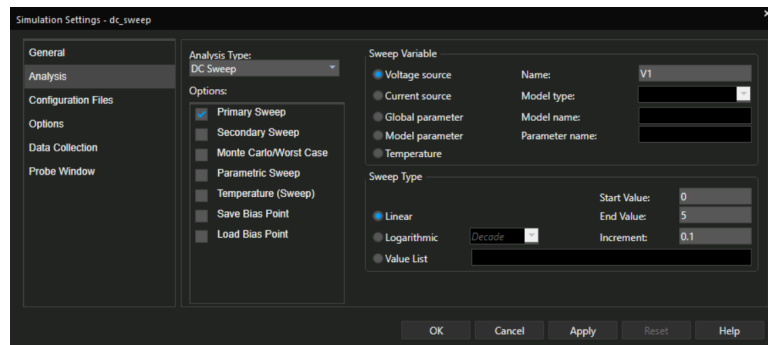 Simulation Settings - dc_sweep
General
Analysis
Configuration Files
Options
Data Collection
Probe Window
Analysis Type:
DC Sweep
Options:
Primary Sweep
Secondary Sweep
Monte Carlo/Worst Case
Parametric Sweep
Temperature (Sweep)
Save Bias Point
Load Bias Point
Sweep Variable
Voltage source
Name: V1
Current source
Model type:
Global parameter
Model name:
Model parameter
Parameter name:
Temperature
Sweep Type
Start Value: 0
Linear
End Value: 5
Logarithmic Decade
Increment: 0.1
Value List
OK Cancel Apply Reset Help